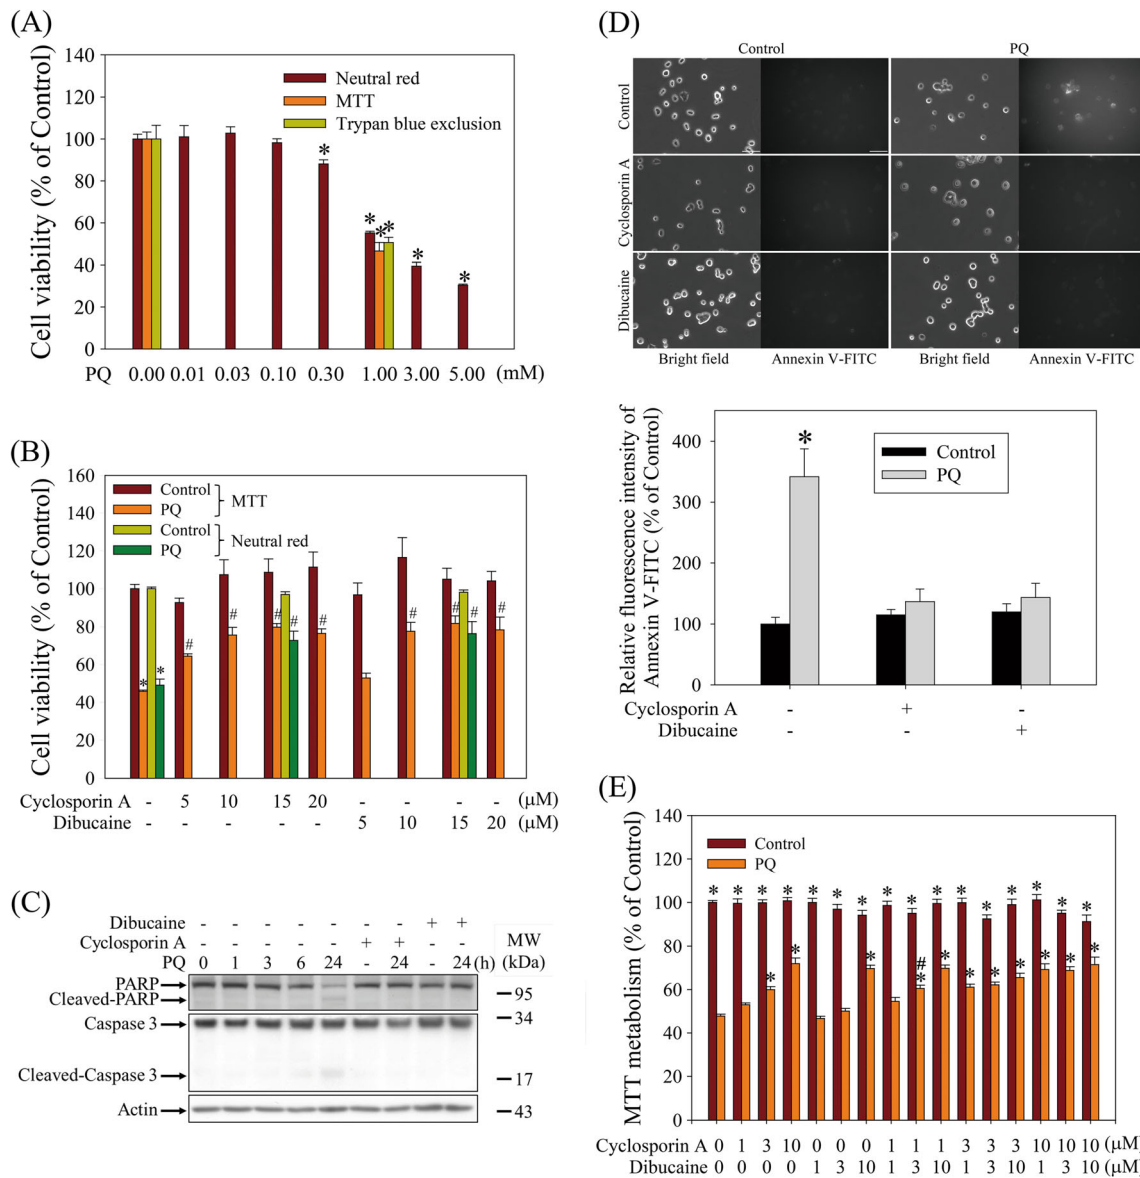 (A)
Cell viability (% of Control)
140
120
100
80
60
40
20
0
Neutral red
MTT
Trypan blue exclusion
* * * * * *
PQ 0.00 0.01 0.03 0.10 0.30 1.00 3.00 5.00 (mM)
(B)
Cell viability (% of Control)
160
140
120
100
80
60
40
20
0
Control
PQ
MTT
Control
PQ
Neutral red
* * # # # # # # # # #
Cyclosporin A - 5 10 15 20 - - - - (μM)
Dibucaine - - - - - 5 10 15 20 (μM)
(C)
Dibucaine - - - - - - - + +
Cyclosporin A - - - - - + + - -
PQ 0 1 3 6 24 - 24 - 24 (h)
MW
(kDa)
PARP
Cleaved-PARP
95
Caspase 3
34
Cleaved-Caspase 3
17
Actin
43
(D)
Control PQ
Control
Cyclosporin A
Dibucaine
Bright field Annexin V-FITC Bright field Annexin V-FITC
Relative fluorescence intensity of
Annexin V-FITC (% of Control)
400
300
200
100
0
Control
PQ
*
Cyclosporin A - + -
Dibucaine - - +
(E)
MTT metabolism (% of Control)
140
120
100
80
60
40
20
0
Control
PQ
* * * * * * * * * * * * * * * *
* * * # * * * * * * * *
Cyclosporin A 0 1 3 10 0 0 0 1 1 1 3 3 3 10 10 10 (μM)
Dibucaine 0 0 0 0 1 3 10 1 3 10 1 3 10 1 3 10 (μM)